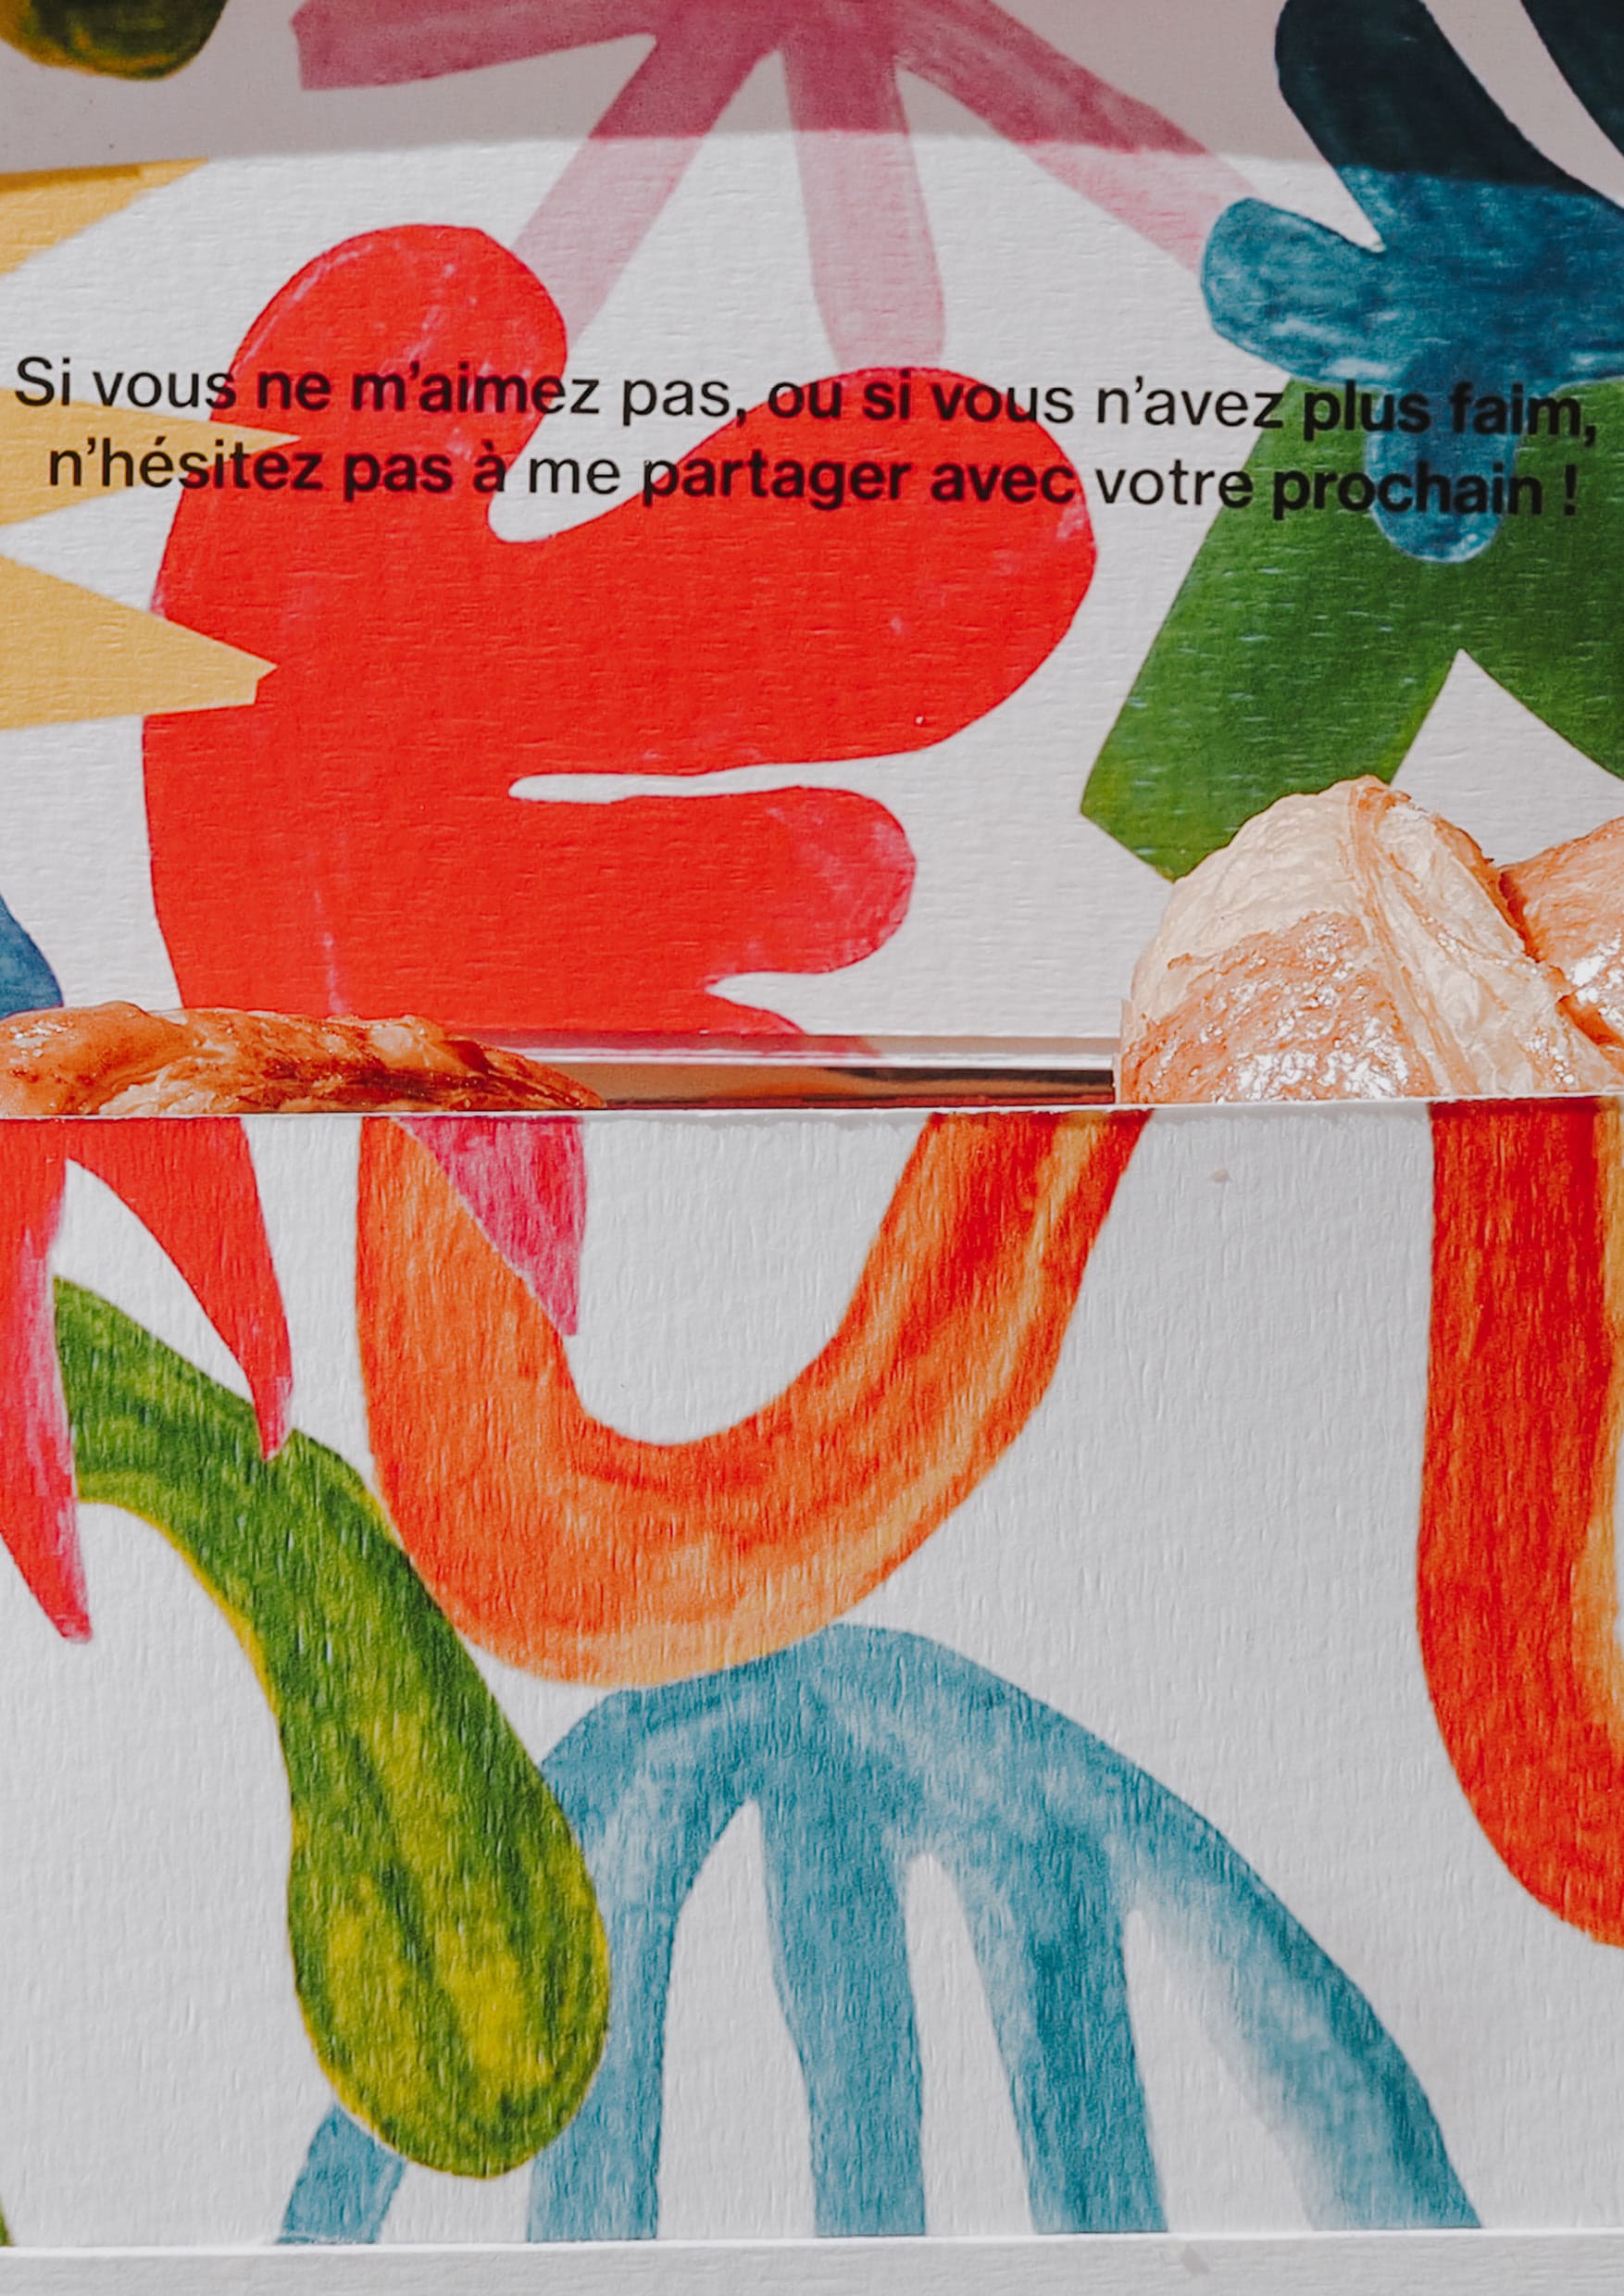 Si vous ne m’aimez pas, ou si vous n’avez plus faim,
n’hésitez pas à me partager avec votre prochain !